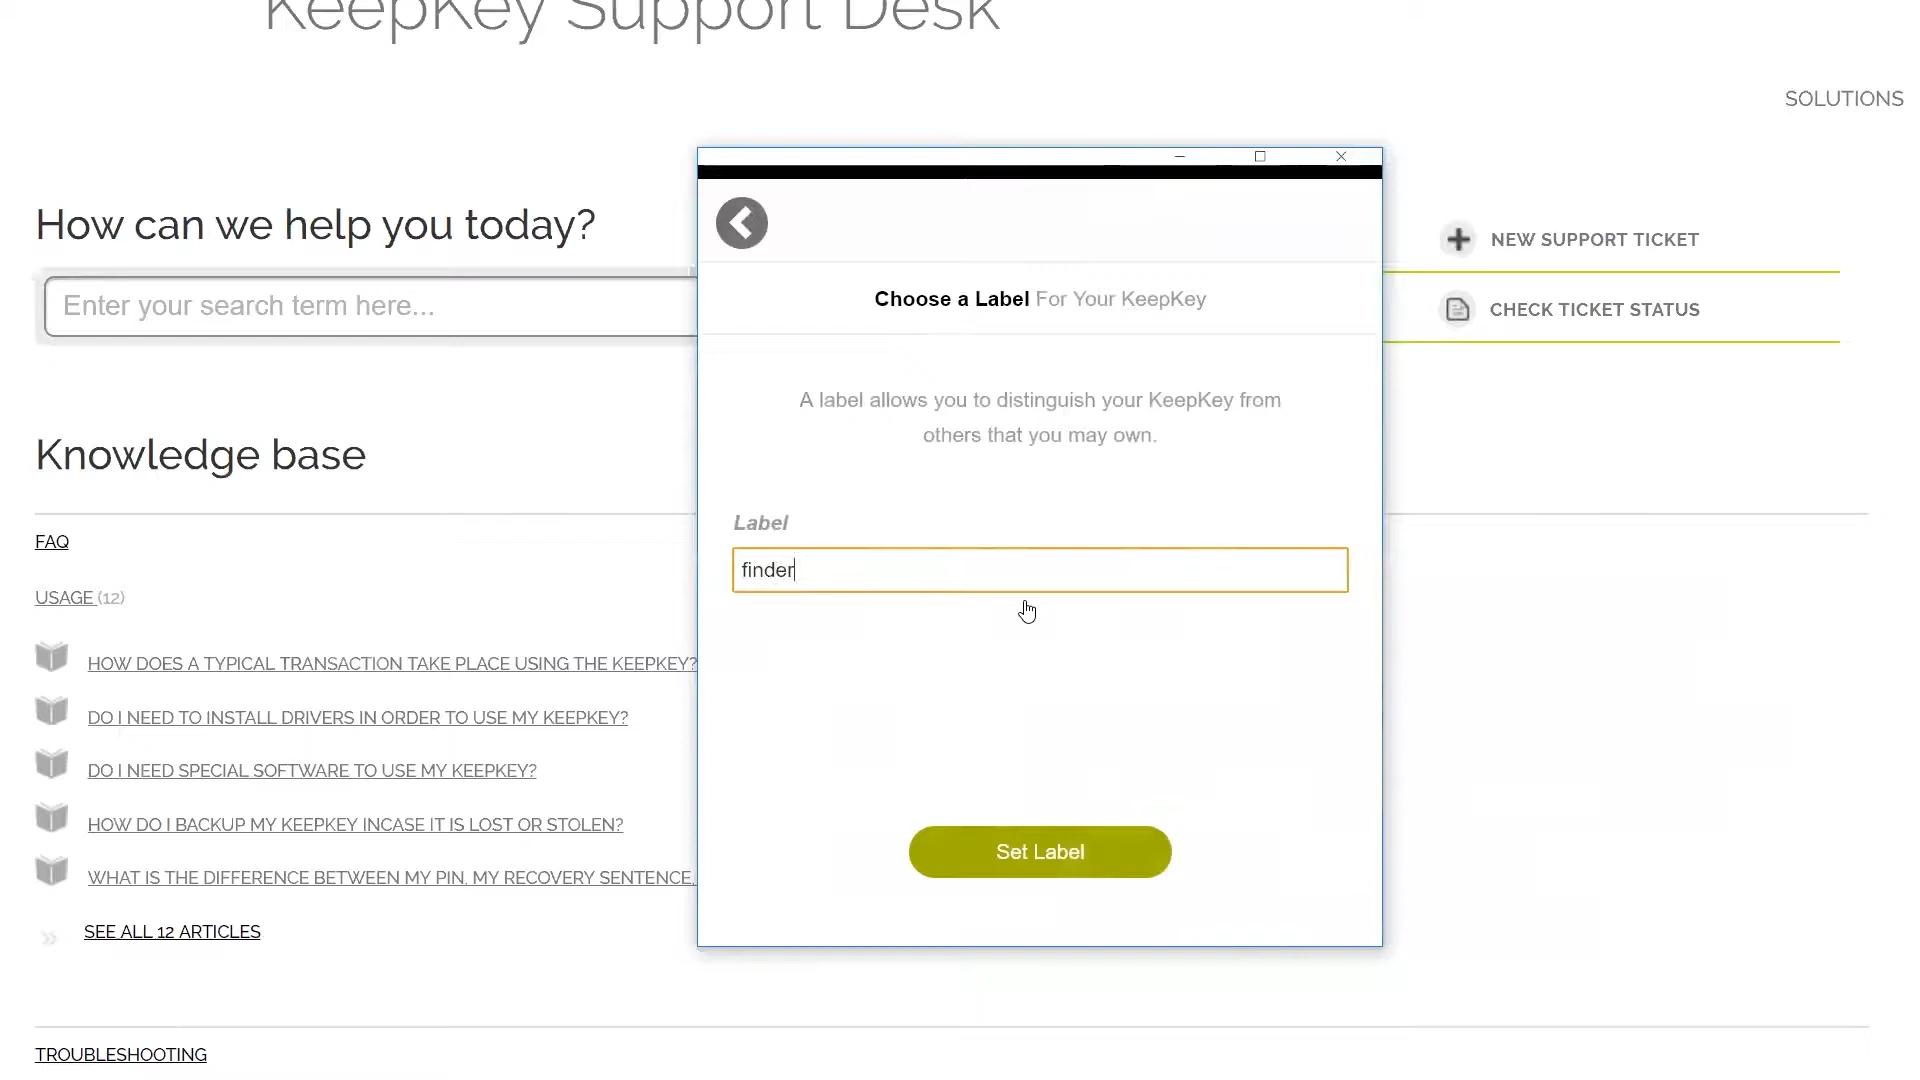 KeepKey Support Desk
SOLUTIONS
How can we help you today?
Enter your search term here...
NEW SUPPORT TICKET
CHECK TICKET STATUS
Knowledge base
FAQ
USAGE (12)
HOW DOES A TYPICAL TRANSACTION TAKE PLACE USING THE KEEPKEY?
DO I NEED TO INSTALL DRIVERS IN ORDER TO USE MY KEEPKEY?
DO I NEED SPECIAL SOFTWARE TO USE MY KEEPKEY?
HOW DO I BACKUP MY KEEPKEY INCASE IT IS LOST OR STOLEN?
WHAT IS THE DIFFERENCE BETWEEN MY PIN, MY RECOVERY SENTENCE,
SEE ALL 12 ARTICLES
TROUBLESHOOTING
Choose a Label For Your KeepKey
A label allows you to distinguish your KeepKey from
others that you may own.
Label
finder
Set Label